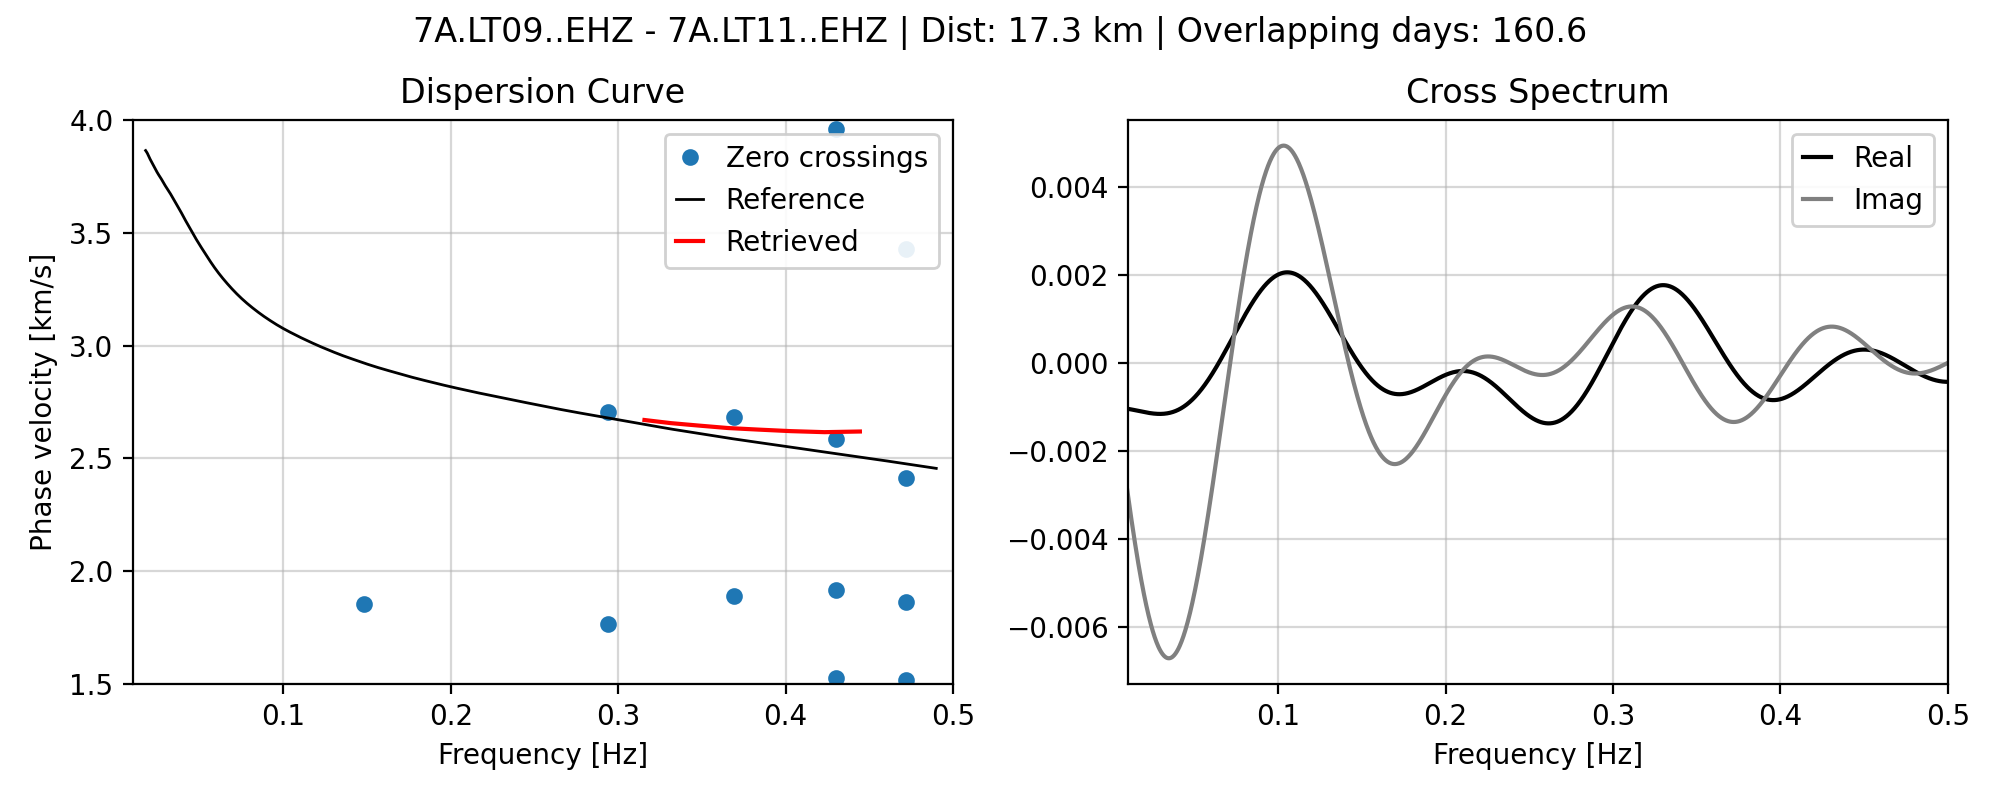 7A.LT09..EHZ - 7A.LT11..EHZ | Dist: 17.3 km | Overlapping days: 160.6
Dispersion Curve
Zero crossings
Reference
Retrieved
4.0
3.5
3.0
2.5
2.0
1.5
Phase velocity [km/s]
0.1 0.2 0.3 0.4 0.5
Frequency [Hz]
Cross Spectrum
Real
Imag
0.004
0.002
0.000
−0.002
−0.004
−0.006
0.1 0.2 0.3 0.4 0.5
Frequency [Hz]